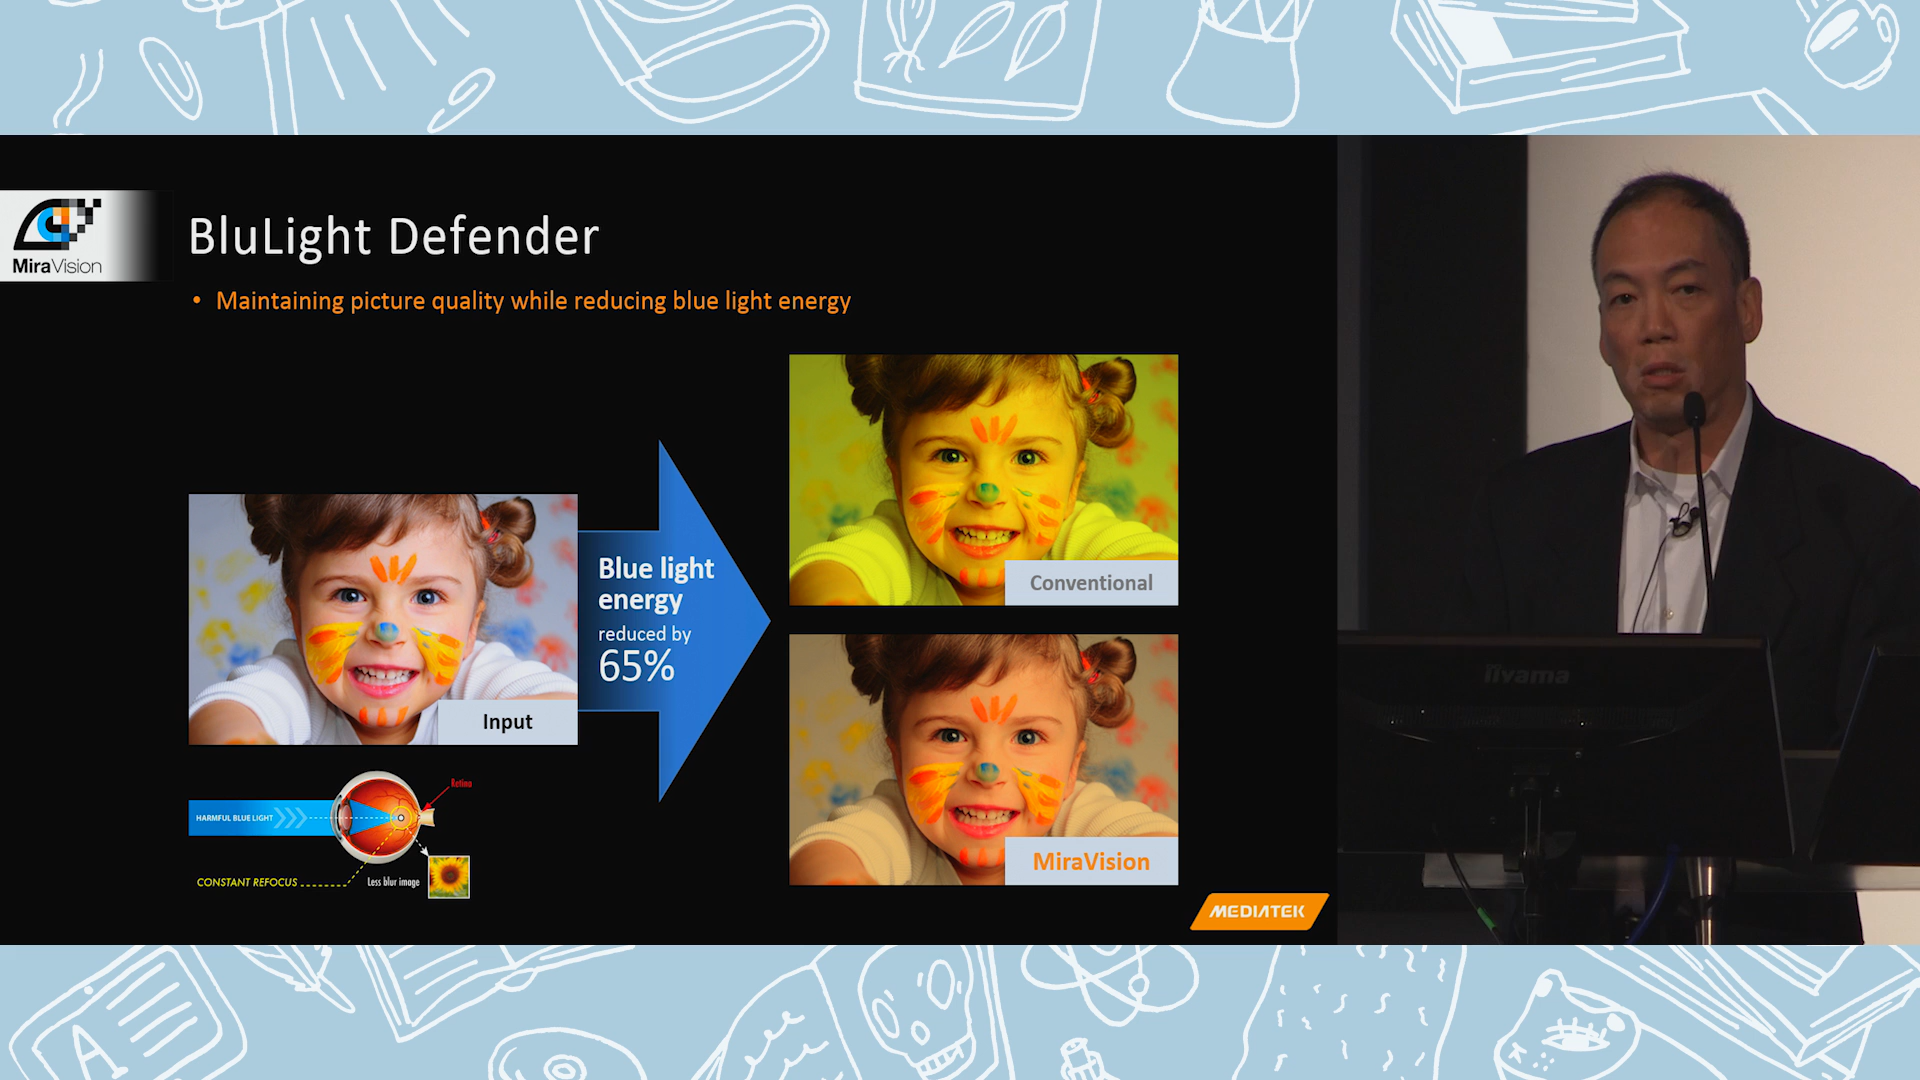 MiraVision
BluLight Defender
• Maintaining picture quality while reducing blue light energy
Conventional
Blue light
energy
reduced by
65%
Input
MiraVision
HARMFUL BLUE LIGHT
Retina
CONSTANT REFOCUS
Less blur image
MEDIATEK
iiyama
A